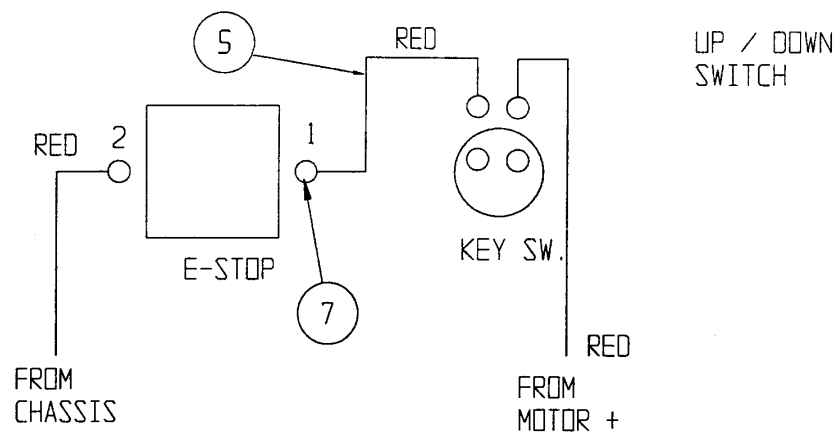 5
RED
UP / DOWN
SWITCH
RED
2
1
E-STOP
KEY SW.
7
RED
FROM
CHASSIS
FROM
MOTOR +